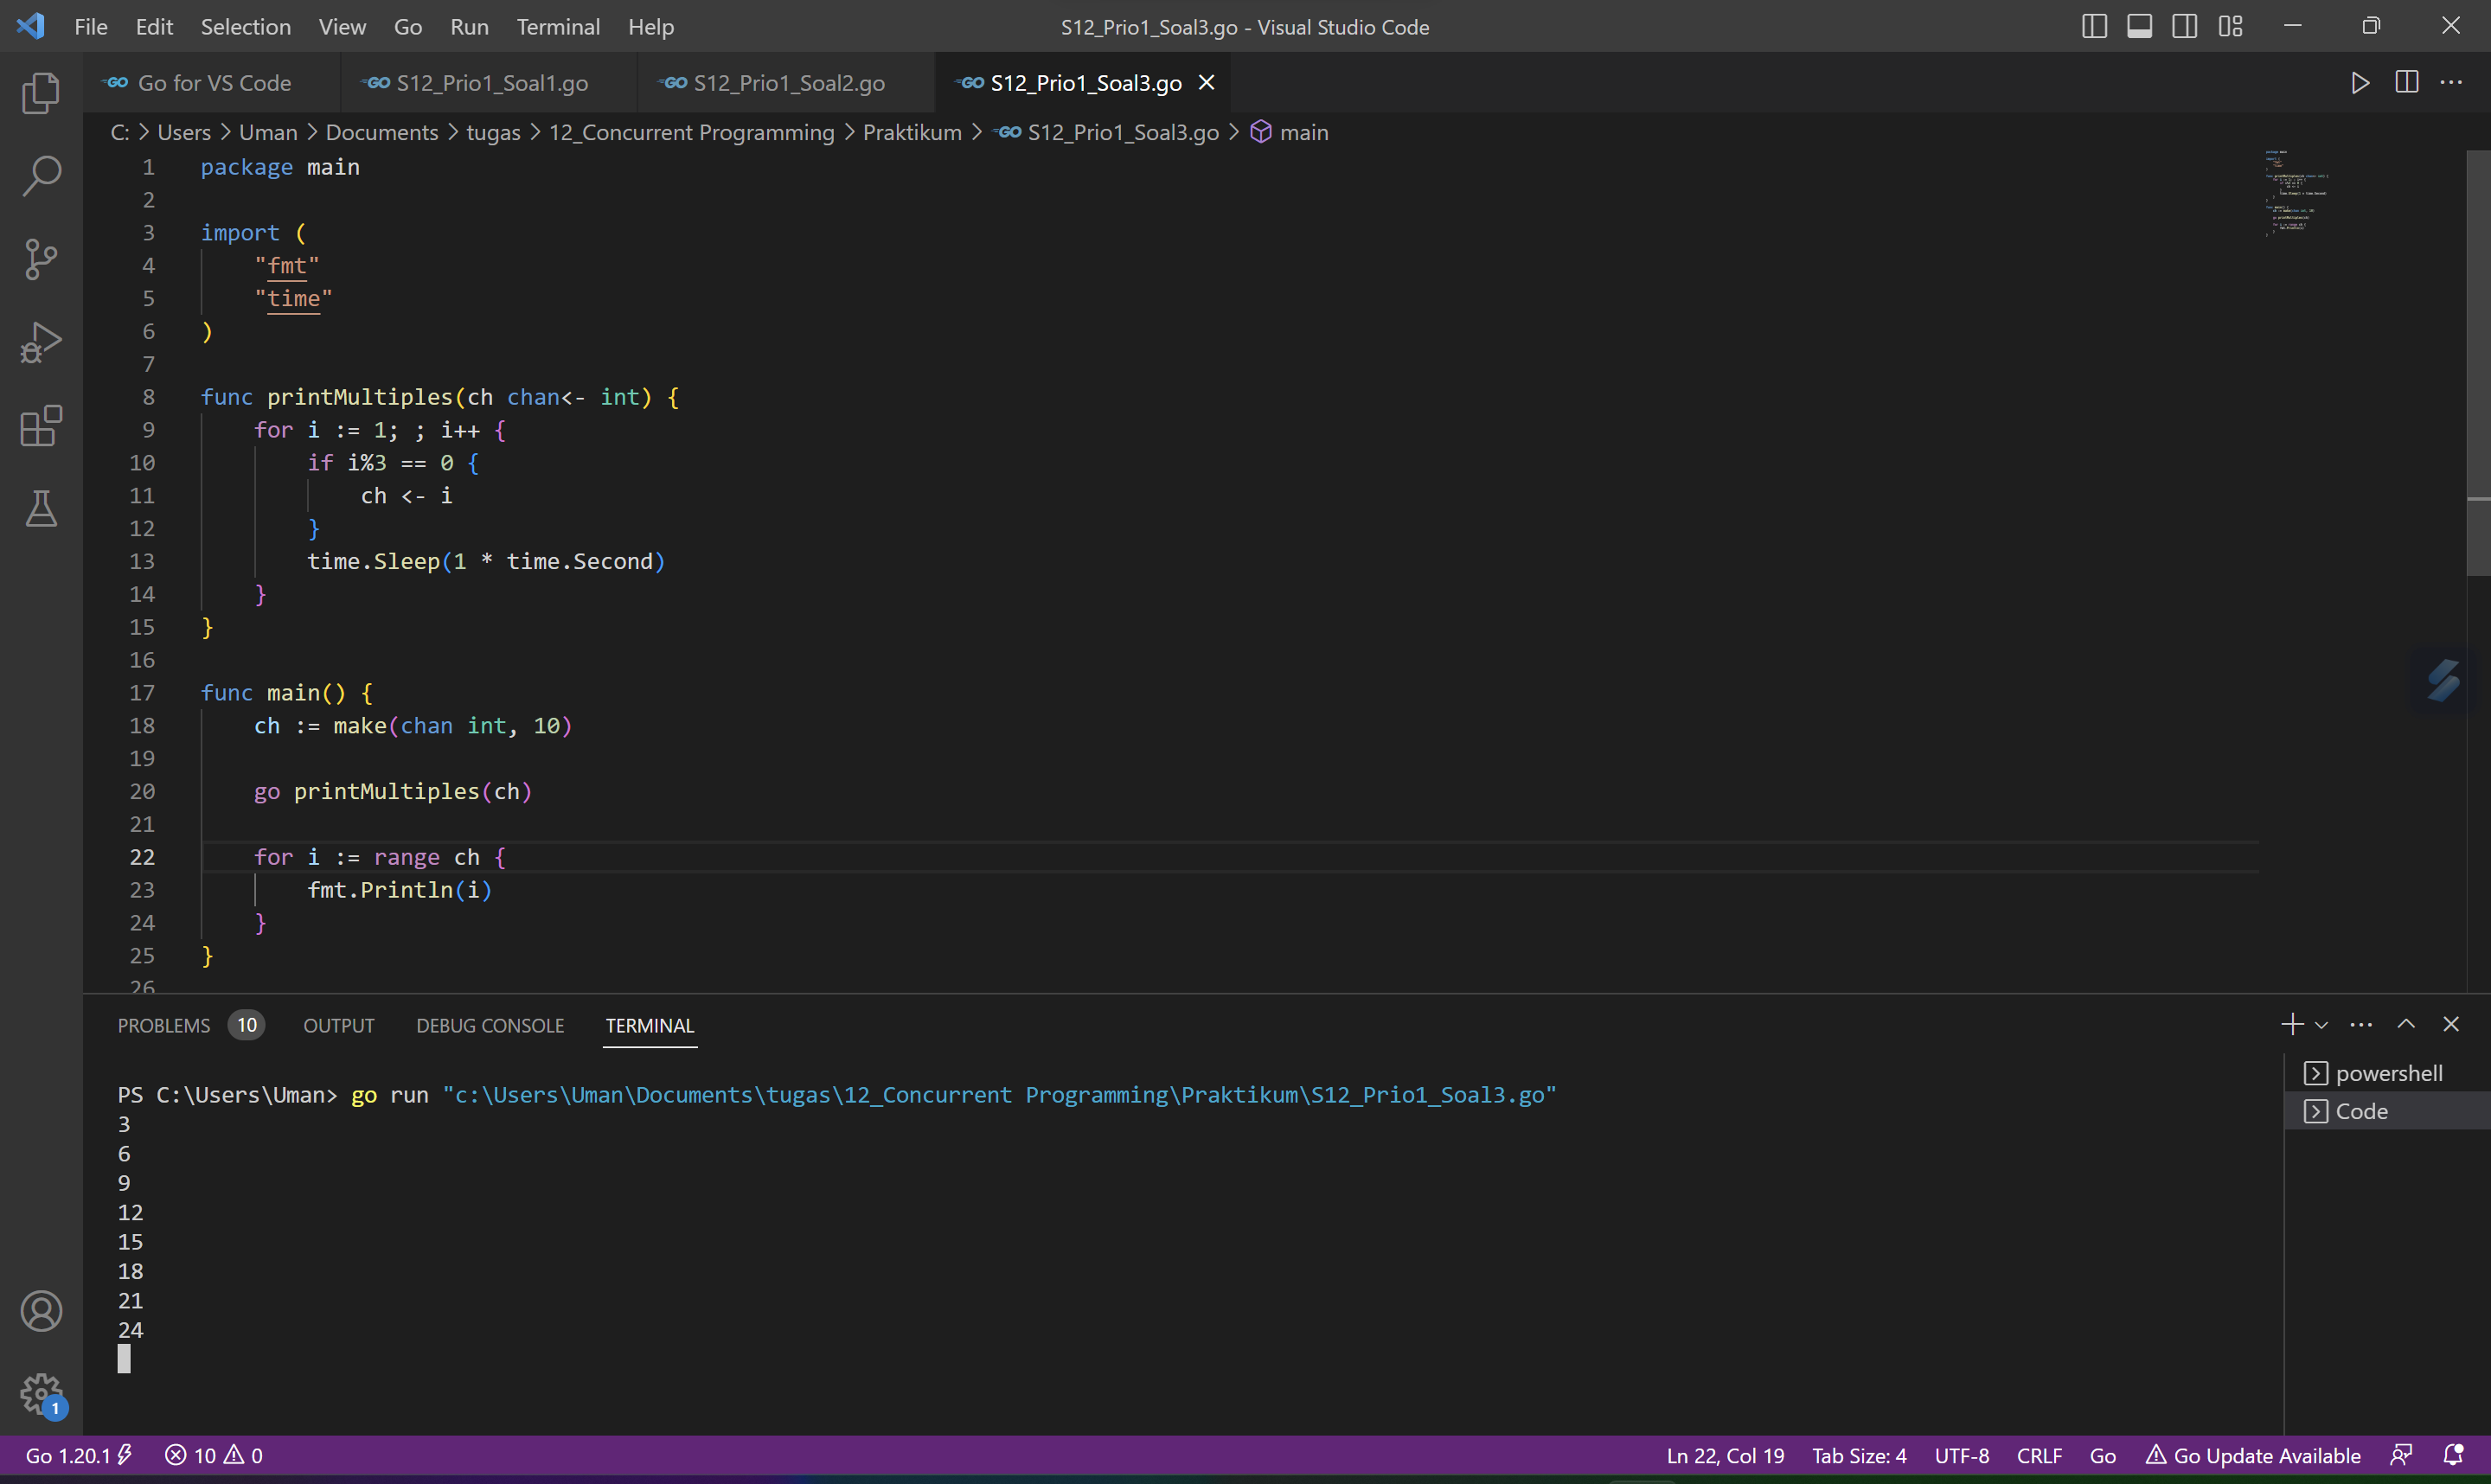 File Edit Selection View Go Run Terminal Help S12_Prio1_Soal3.go - Visual Studio Code
GO Go for VS Code GO S12_Prio1_Soal1.go GO S12_Prio1_Soal2.go GO S12_Prio1_Soal3.go
C: > Users > Uman > Documents > tugas > 12_Concurrent Programming > Praktikum > GO S12_Prio1_Soal3.go > main
1 package main
2
3 import (
4 "fmt"
5 "time"
6 )
7
8 func printMultiples(ch chan<- int) {
9 for i := 1; ; i++ {
10 if i%3 == 0 {
11 ch <- i
12 }
13 time.Sleep(1 * time.Second)
14 }
15 }
16
17 func main() {
18 ch := make(chan int, 10)
19
20 go printMultiples(ch)
21
22 for i := range ch {
23 fmt.Println(i)
24 }
25 }
26
PROBLEMS 10 OUTPUT DEBUG CONSOLE TERMINAL
PS C:\Users\Uman> go run "c:\Users\Uman\Documents\tugas\12_Concurrent Programming\Praktikum\S12_Prio1_Soal3.go"
3
6
9
12
15
18
21
24
powershell
Code
1
Go 1.20.1 10 0 Ln 22, Col 19 Tab Size: 4 UTF-8 CRLF Go Go Update Available